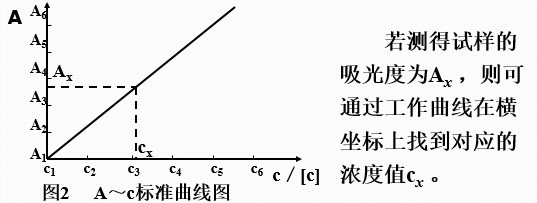 A
A₆
A₅
A₄
Aₓ
A₃
A₂
A₁
cₓ
c₁ c₂ c₃ c₄ c₅ c₆ c / [c]
图2 A～c标准曲线图
若测得试样的
吸光度为Aₓ，则可
通过工作曲线在横
坐标上找到对应的
浓度值cₓ。